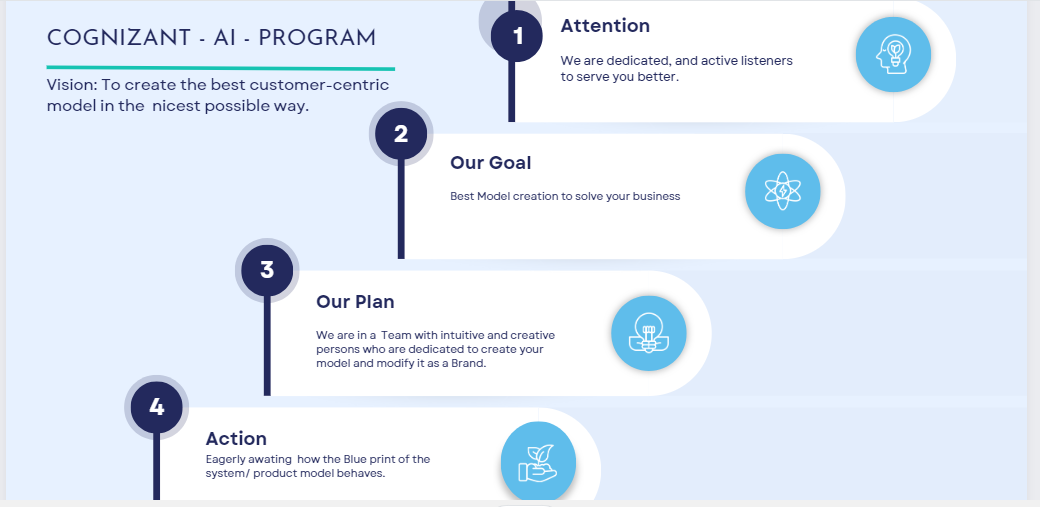 COGNIZANT - AI - PROGRAM
Vision: To create the best customer-centric
model in the nicest possible way.
1
Attention
We are dedicated, and active listeners
to serve you better.
2
Our Goal
Best Model creation to solve your business
3
Our Plan
We are in a Team with intuitive and creative
persons who are dedicated to create your
model and modify it as a Brand.
4
Action
Eagerly awating how the Blue print of the
system/ product model behaves.